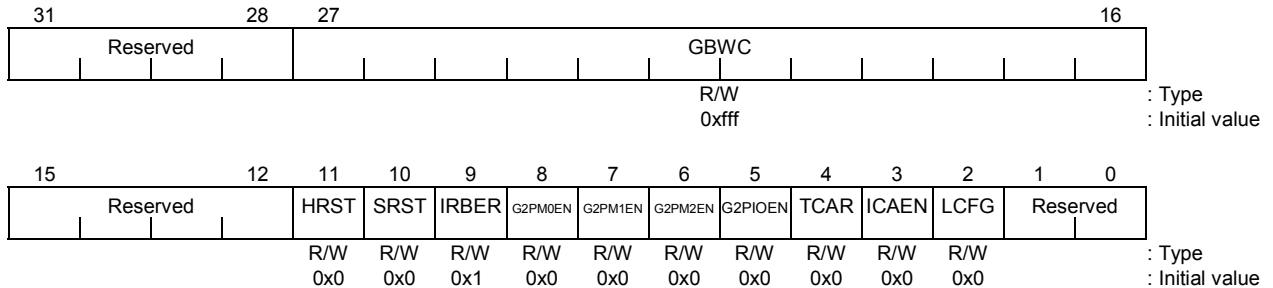 31 28 27 16
Reserved GBWC
R/W : Type
0xfff : Initial value
15 12 11 10 9 8 7 6 5 4 3 2 1 0
Reserved HRST SRST IRBER G2PM0EN G2PM1EN G2PM2EN G2PIOEN TCAR ICAEN LCFG Reserved
R/W R/W R/W R/W R/W R/W R/W R/W R/W R/W : Type
0x0 0x0 0x1 0x0 0x0 0x0 0x0 0x0 0x0 0x0 : Initial value